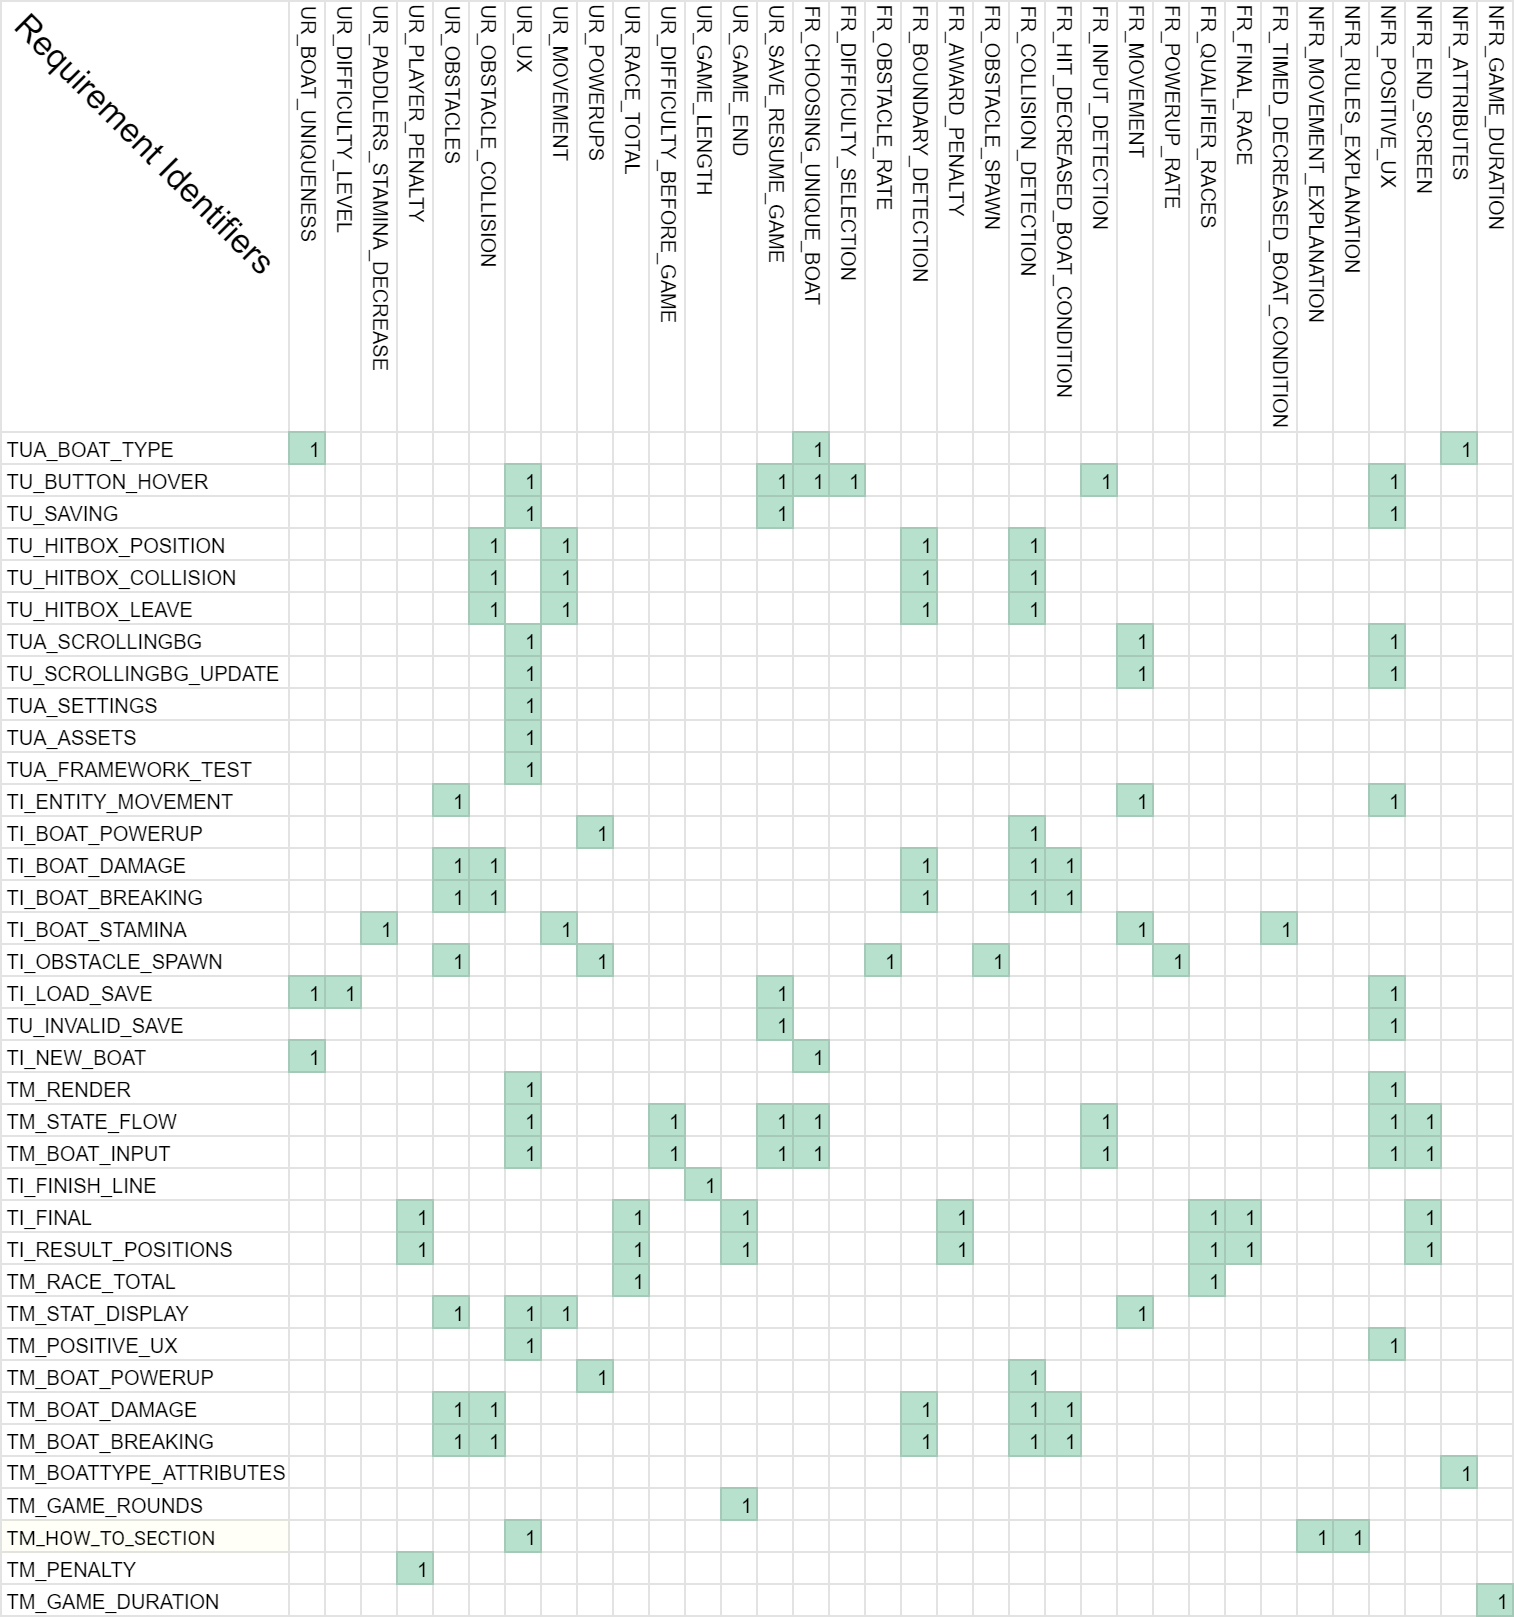 Requirement Identifiers
UR_BOAT_UNIQUENESS
UR_DIFFICULTY_LEVEL
UR_PADDLERS_STAMINA_DECREASE
UR_PLAYER_PENALTY
UR_OBSTACLES
UR_OBSTACLE_COLLISION
UR_UX
UR_MOVEMENT
UR_POWERUPS
UR_RACE_TOTAL
UR_DIFFICULTY_BEFORE_GAME
UR_GAME_LENGTH
UR_GAME_END
UR_SAVE_RESUME_GAME
FR_CHOOSING_UNIQUE_BOAT
FR_DIFFICULTY_SELECTION
FR_OBSTACLE_RATE
FR_BOUNDARY_DETECTION
FR_AWARD_PENALTY
FR_OBSTACLE_SPAWN
FR_COLLISION_DETECTION
FR_HIT_DECREASED_BOAT_CONDITION
FR_INPUT_DETECTION
FR_MOVEMENT
FR_POWERUP_RATE
FR_QUALIFIER_RACES
FR_FINAL_RACE
FR_TIMED_DECREASED_BOAT_CONDITION
NFR_MOVEMENT_EXPLANATION
NFR_RULES_EXPLANATION
NFR_POSITIVE_UX
NFR_END_SCREEN
NFR_ATTRIBUTES
NFR_GAME_DURATION
TUA_BOAT_TYPE 1 1 1
TU_BUTTON_HOVER 1 1 1 1 1 1
TU_SAVING 1 1 1
TU_HITBOX_POSITION 1 1 1 1
TU_HITBOX_COLLISION 1 1 1 1
TU_HITBOX_LEAVE 1 1 1 1
TUA_SCROLLINGBG 1 1 1
TU_SCROLLINGBG_UPDATE 1 1 1
TUA_SETTINGS 1
TUA_ASSETS 1
TUA_FRAMEWORK_TEST 1
TI_ENTITY_MOVEMENT 1 1 1
TI_BOAT_POWERUP 1 1
TI_BOAT_DAMAGE 1 1 1 1 1
TI_BOAT_BREAKING 1 1 1 1 1
TI_BOAT_STAMINA 1 1 1 1
TI_OBSTACLE_SPAWN 1 1 1 1 1
TI_LOAD_SAVE 1 1 1 1
TU_INVALID_SAVE 1 1
TI_NEW_BOAT 1 1
TM_RENDER 1 1
TM_STATE_FLOW 1 1 1 1 1 1 1
TM_BOAT_INPUT 1 1 1 1 1 1 1
TI_FINISH_LINE 1
TI_FINAL 1 1 1 1 1 1 1
TI_RESULT_POSITIONS 1 1 1 1 1 1 1
TM_RACE_TOTAL 1 1
TM_STAT_DISPLAY 1 1 1 1
TM_POSITIVE_UX 1 1
TM_BOAT_POWERUP 1 1
TM_BOAT_DAMAGE 1 1 1 1 1
TM_BOAT_BREAKING 1 1 1 1 1
TM_BOATTYPE_ATTRIBUTES 1
TM_GAME_ROUNDS 1
TM_HOW_TO_SECTION 1 1 1
TM_PENALTY 1
TM_GAME_DURATION 1